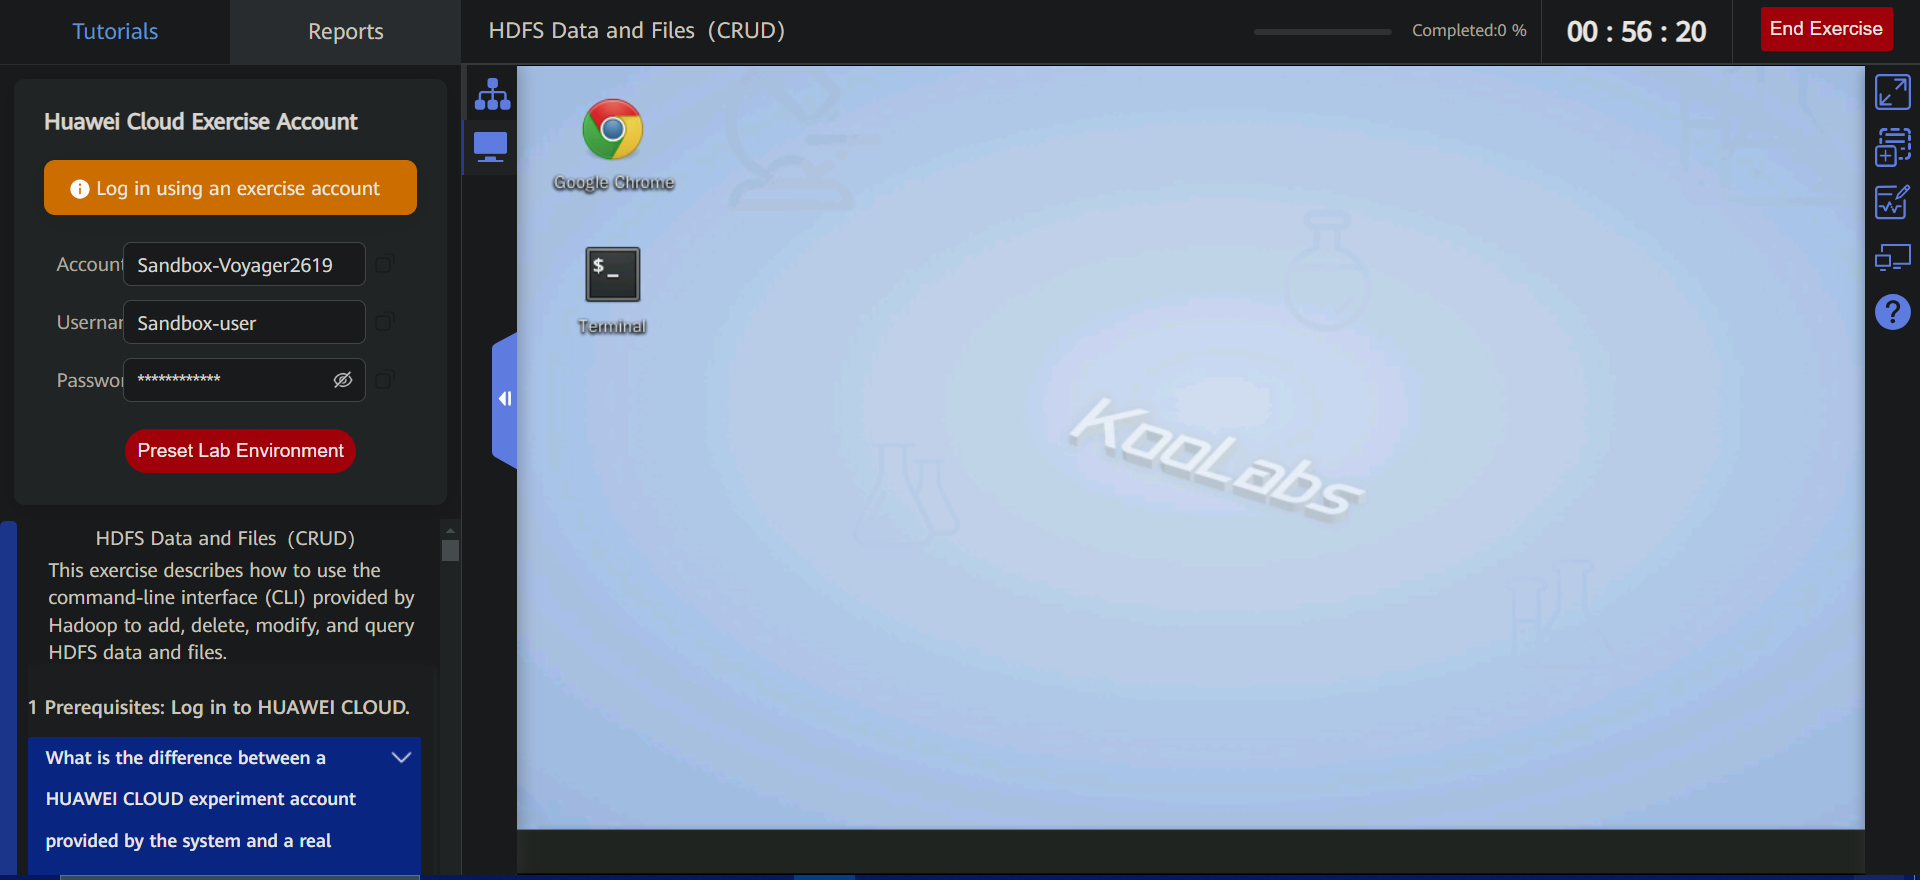 Tutorials
Reports
HDFS Data and Files (CRUD)
Completed:0 %
00 : 56 : 20
End Exercise
Huawei Cloud Exercise Account
Log in using an exercise account
Account
Sandbox-Voyager2619
Usernar
Sandbox-user
Passwor
************
Preset Lab Environment
HDFS Data and Files (CRUD)
This exercise describes how to use the
command-line interface (CLI) provided by
Hadoop to add, delete, modify, and query
HDFS data and files.
1 Prerequisites: Log in to HUAWEI CLOUD.
What is the difference between a
HUAWEI CLOUD experiment account
provided by the system and a real
Google Chrome
$_
Terminal
KooLabs